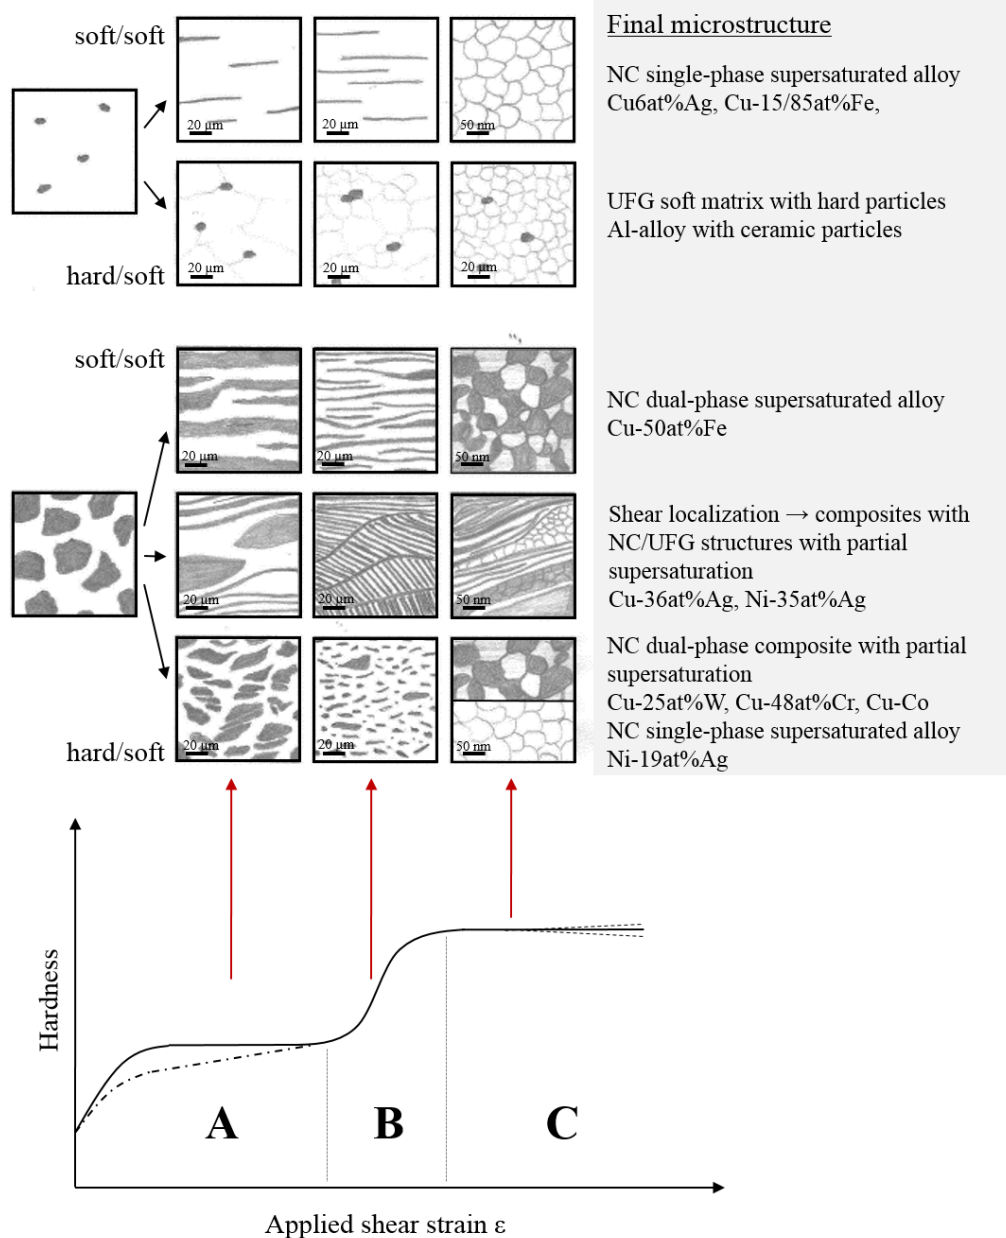 soft/soft
20 µm
20 µm
50 nm
Final microstructure
NC single-phase supersaturated alloy
Cu6at%Ag, Cu-15/85at%Fe,
hard/soft
20 µm
20 µm
20 µm
UFG soft matrix with hard particles
Al-alloy with ceramic particles
soft/soft
20 µm
20 µm
50 nm
NC dual-phase supersaturated alloy
Cu-50at%Fe
20 µm
20 µm
50nm
Shear localization → composites with
NC/UFG structures with partial
supersaturation
Cu-36at%Ag, Ni-35at%Ag
hard/soft
20 µm
20 µm
50nm
NC dual-phase composite with partial
supersaturation
Cu-25at%W, Cu-48at%Cr, Cu-Co
NC single-phase supersaturated alloy
Ni-19at%Ag
Hardness
A
B
C
Applied shear strain ε